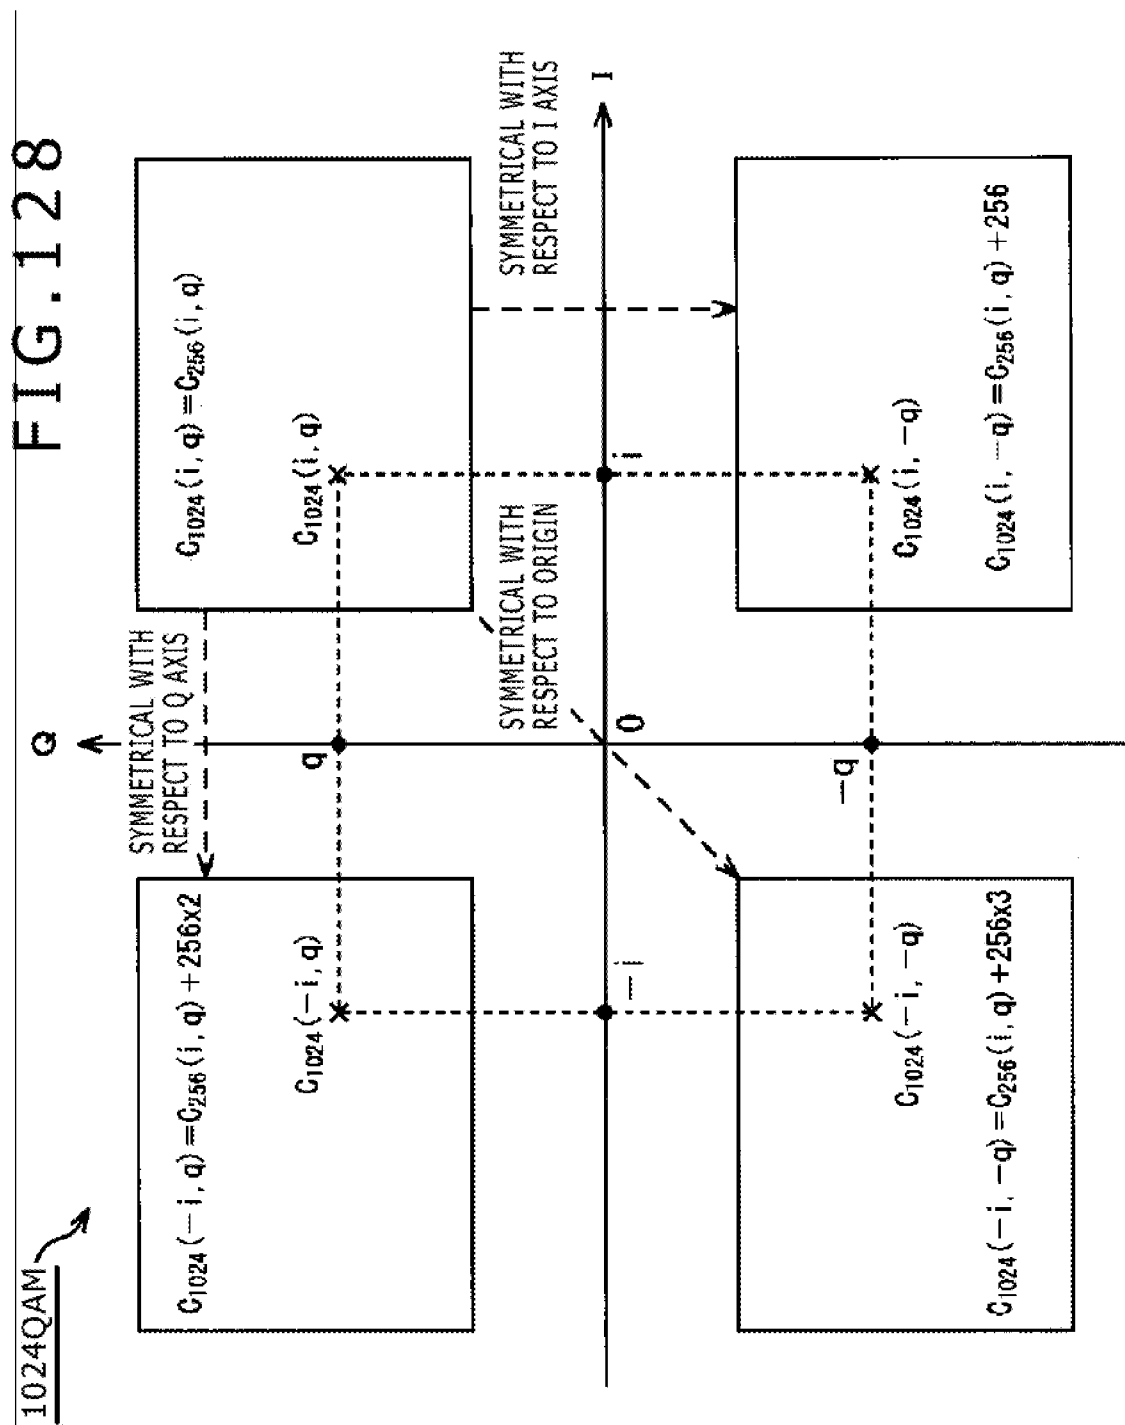 FIG.128
1024QAM
Q
SYMMETRICAL WITH
RESPECT TO Q AXIS
C1024(−i, q)=C256(i, q)+256x2
C1024(−i, q)
C1024(i, q)=C256(i, q)
C1024(i, q)
q
SYMMETRICAL WITH
RESPECT TO ORIGIN
SYMMETRICAL WITH
RESPECT TO I AXIS
−i
0
i
I
−q
C1024(−i, −q)
C1024(−i, −q)=C256(i, q)+256x3
C1024(i, −q)
C1024(i, −q)=C256(i, q)+256